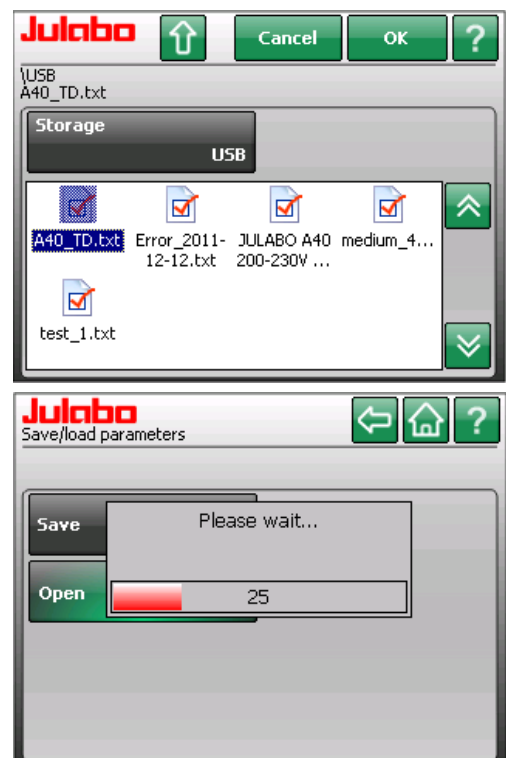 Julabo
Cancel
OK
?
\USB
A40_TD.txt
Storage
USB
A40_TD.txt
Error_2011-
12-12.txt
JULABO A40
200-230V ...
medium_4...
test_1.txt
Julabo
?
Save/load parameters
Save
Please wait...
Open
25